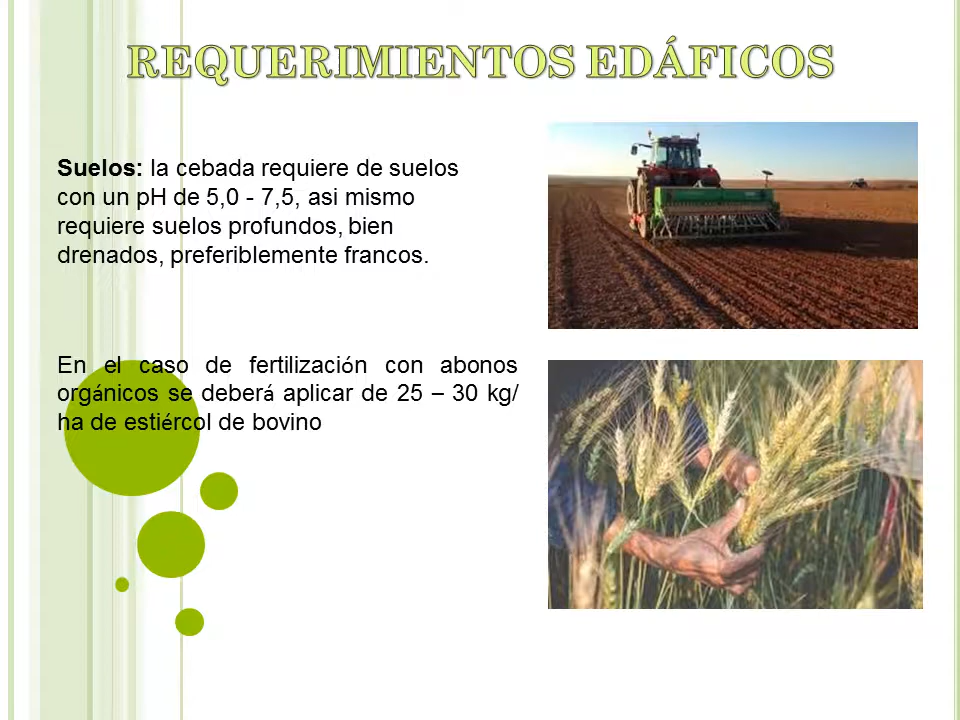 REQUERIMIENTOS EDÁFICOS
Suelos: la cebada requiere de suelos
con un pH de 5,0 - 7,5, asi mismo
requiere suelos profundos, bien
drenados, preferiblemente francos.
En el caso de fertilización con abonos
orgánicos se deberá aplicar de 25 – 30 kg/
ha de estiércol de bovino